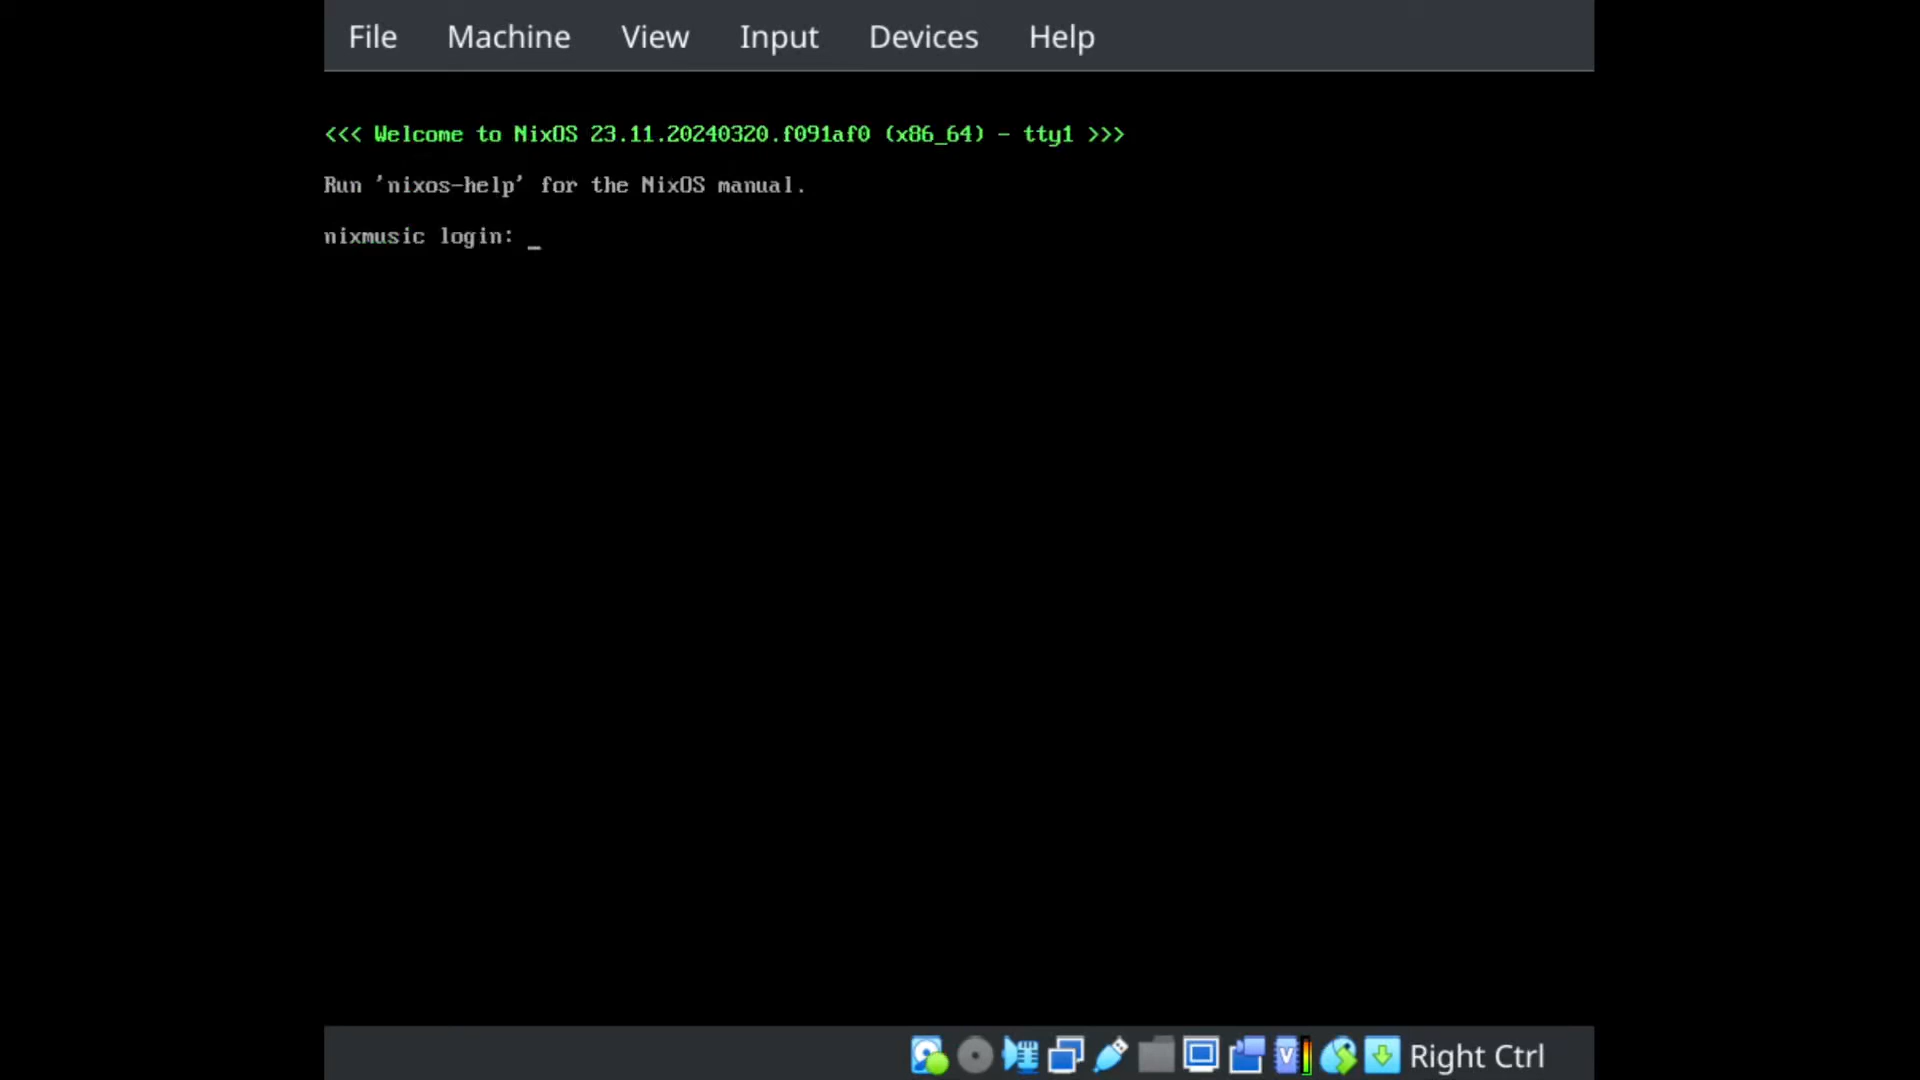 File Machine View Input Devices Help
<<< Welcome to NixOS 23.11.20240320.f091af0 (x86_64) - tty1 >>>
Run 'nixos-help' for the NixOS manual.
nixmusic login: _
V Right Ctrl